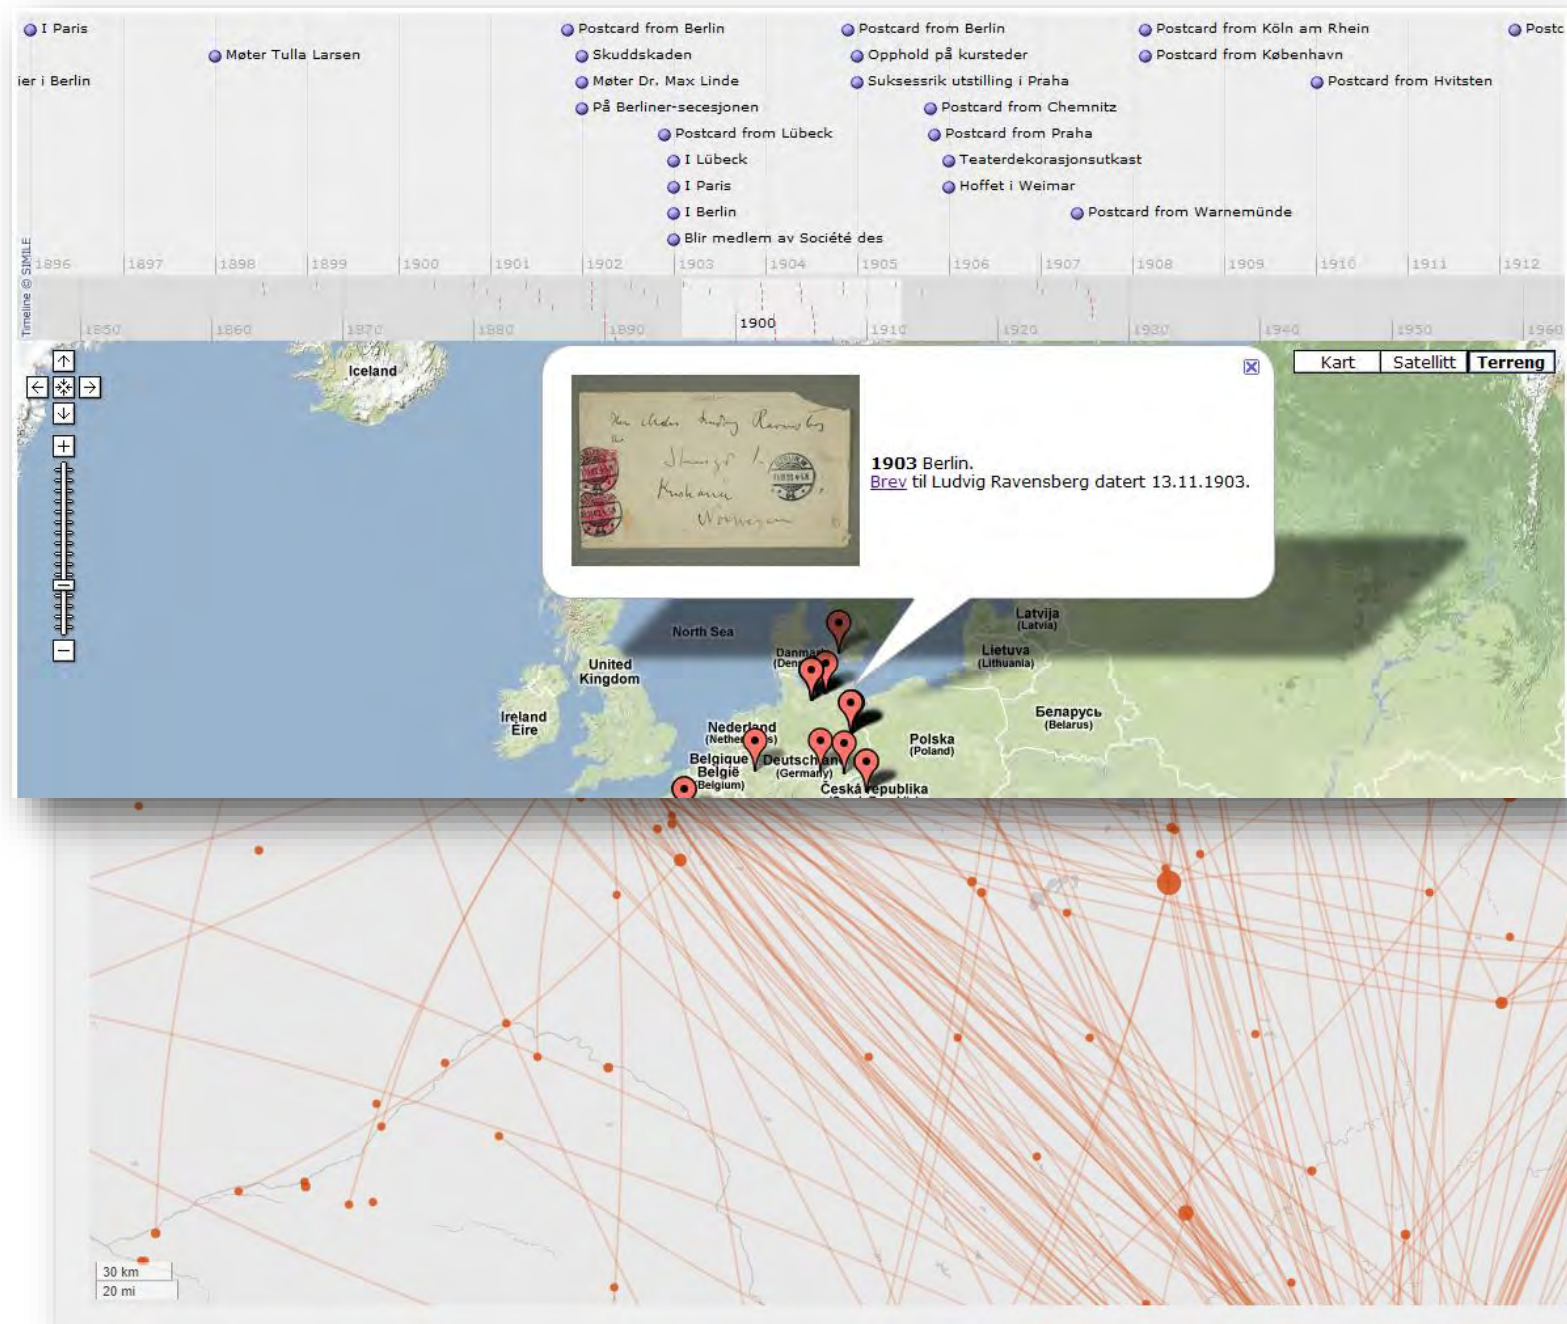 I Paris
Postcard from Berlin
Postcard from Berlin
Postcard from Köln am Rhein
Postc
Møter Tulla Larsen
Skuddskaden
Opphold på kursteder
Postcard from København
ier i Berlin
Møter Dr. Max Linde
Suksessrik utstilling i Praha
Postcard from Hvitsten
På Berliner-secesjonen
Postcard from Chemnitz
Postcard from Lübeck
Postcard from Praha
I Lübeck
Teaterdekorasjonsutkast
I Paris
Hoffet i Weimar
I Berlin
Postcard from Warnemünde
Blir medlem av Société des
1896 1897 1898 1899 1900 1901 1902 1903 1904 1905 1906 1907 1908 1909 1910 1911 1912
Timeline © SIMILE
1850 1860 1870 1880 1890 1900 1910 1920 1930 1940 1950 1960
Kart Satellitt Terreng
Iceland
1903 Berlin.
Brev til Ludvig Ravensberg datert 13.11.1903.
North Sea
Latvija
(Latvia)
Lietuva
(Lithuania)
United
Kingdom
Ireland
Éire
Беларусь
(Belarus)
Polska
(Poland)
Belgique
België
(Belgium)
(Germany)
30 km
20 mi